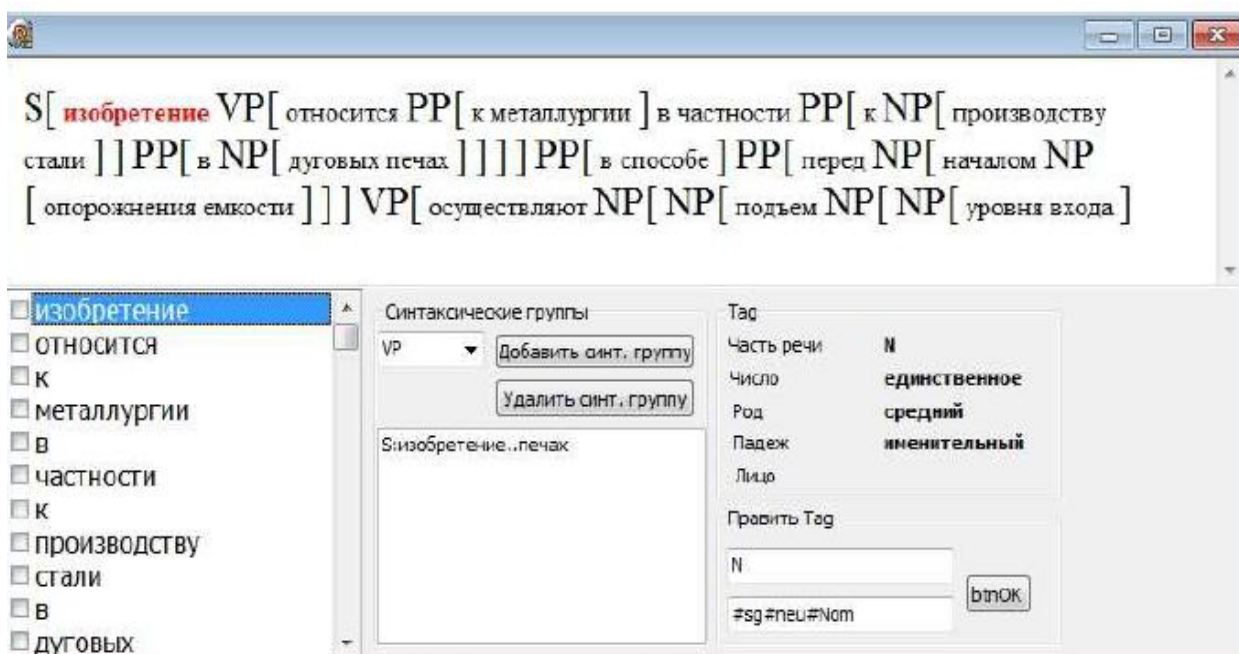 S[ изобретение VP[ относится PP[ к металлургии ] в частности PP[ к NP[ производству
стали ] ] PP[ в NP[ дуговых печах ] ] ] ] ] PP[ в способе ] PP[ перед NP[ началом NP
[ опорожнения емкости ] ] ] VP[ осуществляют NP[ NP[ подъем NP[ NP[ уровня входа ]
изобретение
относится
к
металлургии
в
частности
к
производству
стали
в
дуговых
Синтаксические группы
VP
Добавить синт. группу
Удалить синт. группу
S:изобретение..печах
Tag
Часть речи N
Число единственное
Род средний
Падеж именительный
Лицо
Править Tag
N
#sg#neu#Nom
btnOK